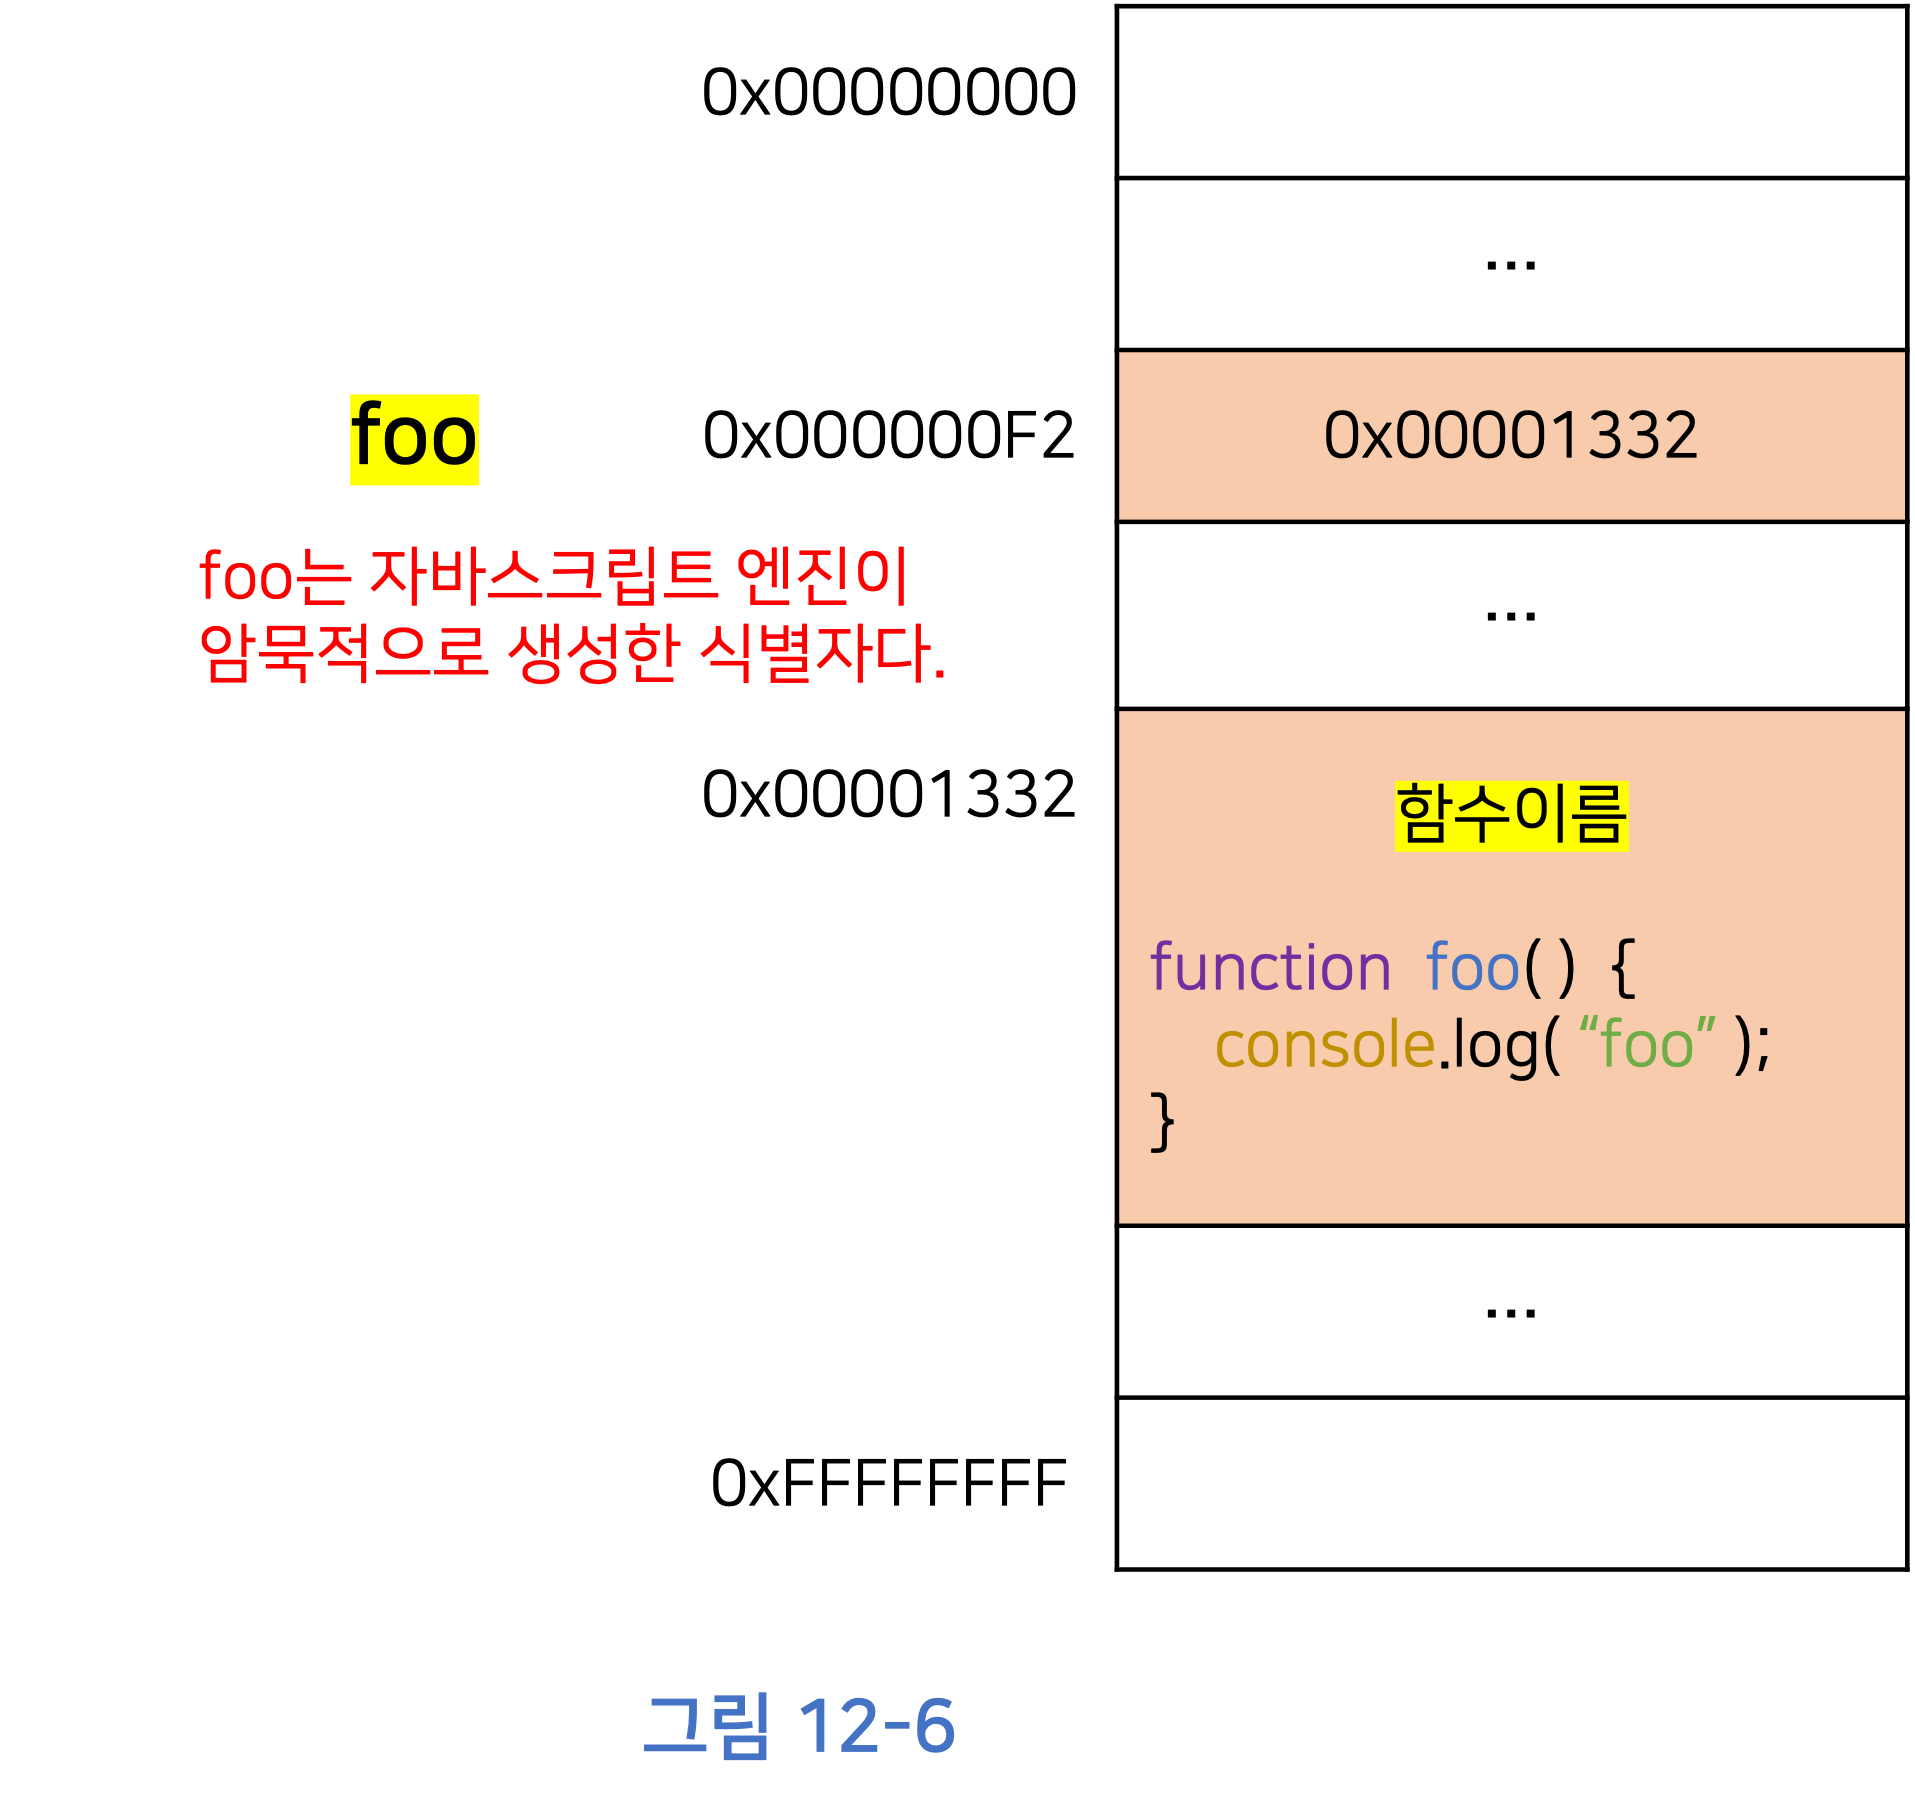 0x00000000
...
foo 0x000000F2 0x00001332
foo는 자바스크립트 엔진이
암묵적으로 생성한 식별자다.
...
0x00001332
함수이름
function foo() {
console.log(“foo”);
}
...
0xFFFFFFFF
그림 12-6